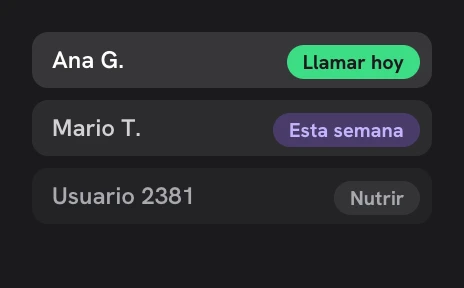 Ana G. Llamar hoy
Mario T. Esta semana
Usuario 2381 Nutrir